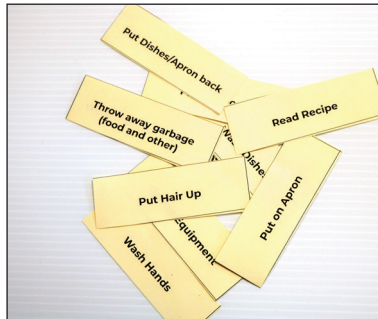 Put Dishes/Apron back
Throw away garbage
(food and other)
Read Recipe
Dishes
Put Hair Up
Put on Apron
Equipment
Wash Hands